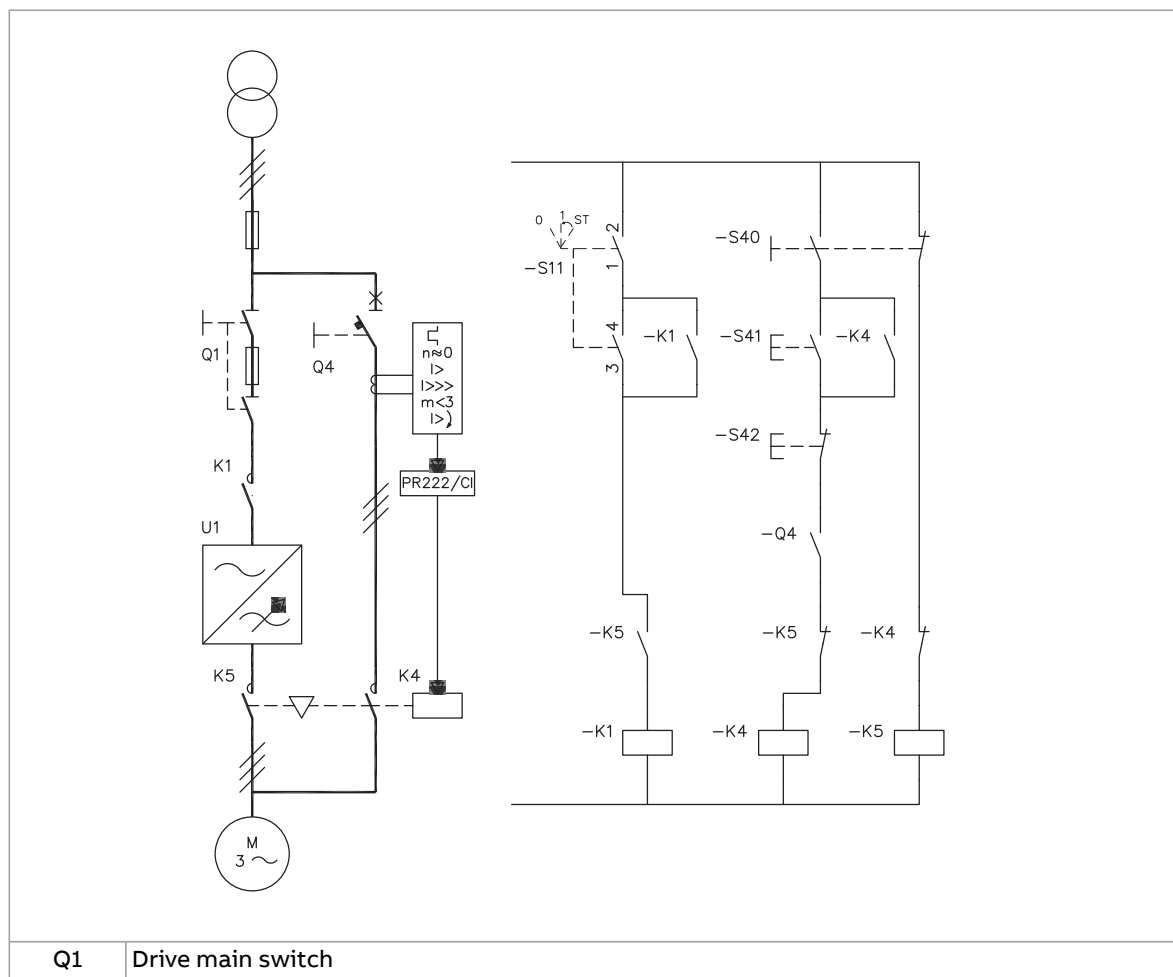 0 1 ST
2
-S11
1
-S40
Q1
Q4
n≈0
I>
I>>>
m<3
I>
4
-K1
3
-S41
-K4
-S42
K1
PR222/CI
U1
-Q4
K5
K4
-K5
-K5
-K4
-K1
-K4
-K5
M
3
Q1 Drive main switch